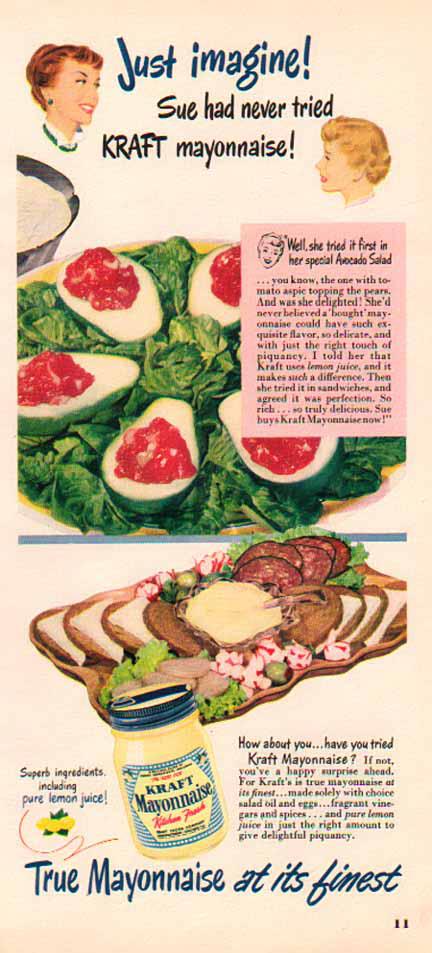 Just imagine!
Sue had never tried
KRAFT mayonnaise!
"Well, she tried it first in
her special Avocado Salad
... you know, the one with to-
mato aspic topping the pears.
And was she delighted! She'd
never believed a 'bought' may-
onnaise could have such ex-
quisite flavor, so delicate, and
with just the right touch of
piquancy. I told her that
Kraft uses lemon juice, and it
makes such a difference. Then
she tried it in sandwiches, and
agreed it was perfection. So
rich . . . so truly delicious. Sue
buys Kraft Mayonnaise now!"
KRAFT
Mayonnaise
Kitchen Fresh
Superb ingredients,
including
pure lemon juice!
How about you...have you tried
Kraft Mayonnaise? If not,
you've a happy surprise ahead.
For Kraft's is true mayonnaise at
its finest...made solely with choice
salad oil and eggs...fragrant vine-
gars and spices . . . and pure lemon
juice in just the right amount to
give delightful piquancy.
True Mayonnaise at its finest
11